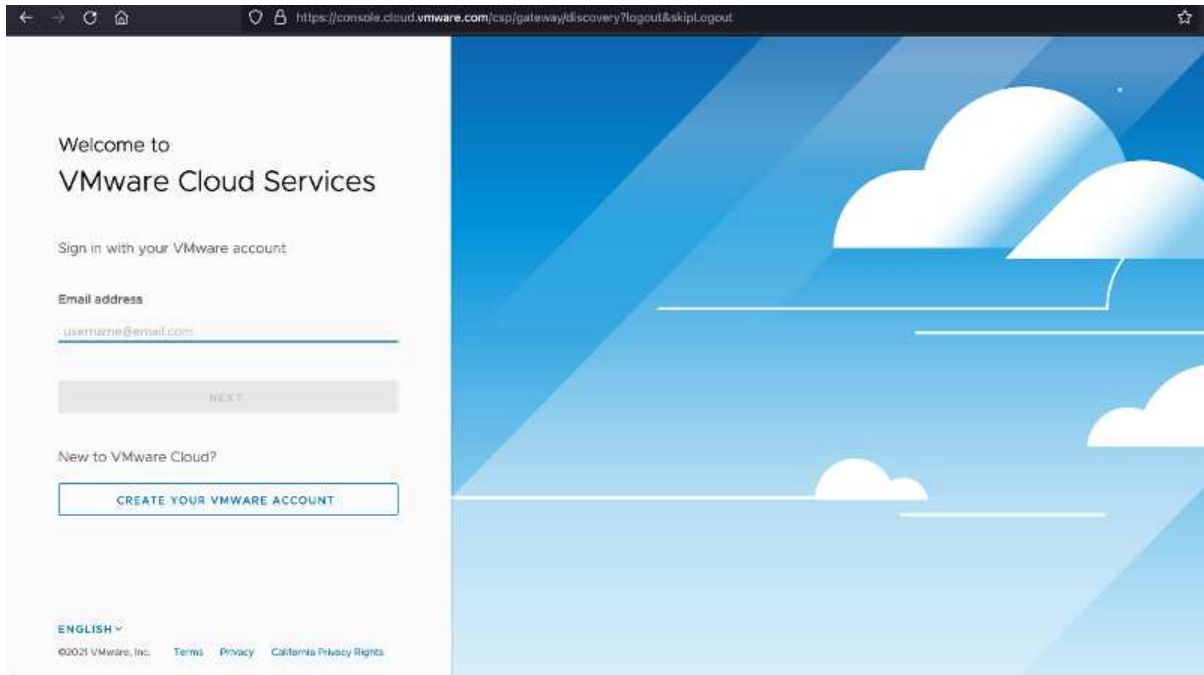 https://console.cloud.vmware.com/csp/gateway/discovery?logout&skipLogout
Welcome to
VMware Cloud Services
Sign in with your VMware account
Email address
username@email.com
NEXT
New to VMware Cloud?
CREATE YOUR VMWARE ACCOUNT
ENGLISH
©2021 VMware, Inc. Terms Privacy California Privacy Rights